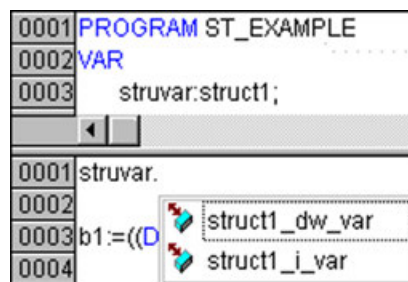 0001 PROGRAM ST_EXAMPLE
0002 VAR
0003 struvar:struct1;
0001 struvar.
0002 struct1_dw_var
0003 b1:=((D
0004 struct1_i_var